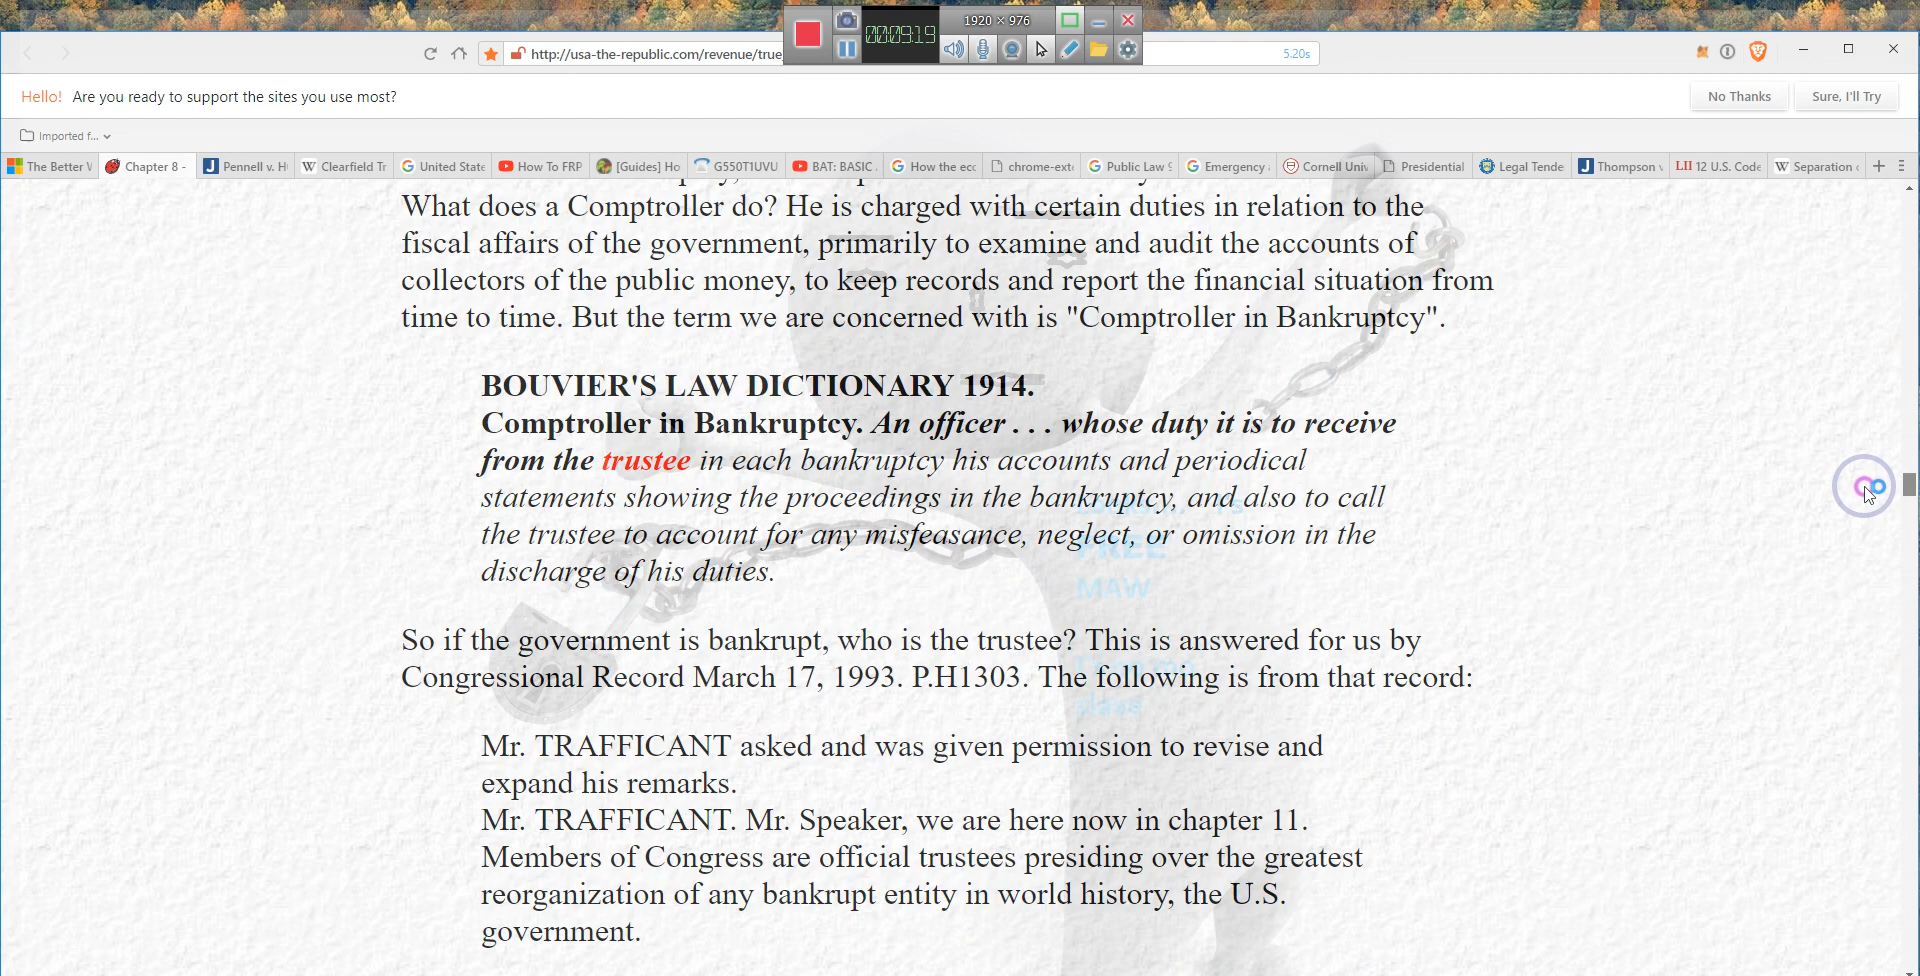 1920 × 976
00:09:19
http://usa-the-republic.com/revenue/true_
5.20s
Hello! Are you ready to support the sites you use most?
No Thanks
Sure, I'll Try
Imported f...
The Better V
Chapter 8 -
Pennell v. H
Clearfield Tr
United State
How To FRP
[Guides] Ho
G550T1UVU
BAT: BASIC
How the ecc
chrome-exte
Public Law 9
Emergency
Cornell Univ
Presidential
Legal Tende
Thompson v
LII 12 U.S. Code
Separation o
What does a Comptroller do? He is charged with certain duties in relation to the
fiscal affairs of the government, primarily to examine and audit the accounts of
collectors of the public money, to keep records and report the financial situation from
time to time. But the term we are concerned with is "Comptroller in Bankruptcy".
BOUVIER'S LAW DICTIONARY 1914.
Comptroller in Bankruptcy. An officer . . . whose duty it is to receive
from the trustee in each bankruptcy his accounts and periodical
statements showing the proceedings in the bankruptcy, and also to call
the trustee to account for any misfeasance, neglect, or omission in the
discharge of his duties.
FREE
MAW
So if the government is bankrupt, who is the trustee? This is answered for us by
Congressional Record March 17, 1993. P.H1303. The following is from that record:
slave
Mr. TRAFFICANT asked and was given permission to revise and
expand his remarks.
Mr. TRAFFICANT. Mr. Speaker, we are here now in chapter 11.
Members of Congress are official trustees presiding over the greatest
reorganization of any bankrupt entity in world history, the U.S.
government.